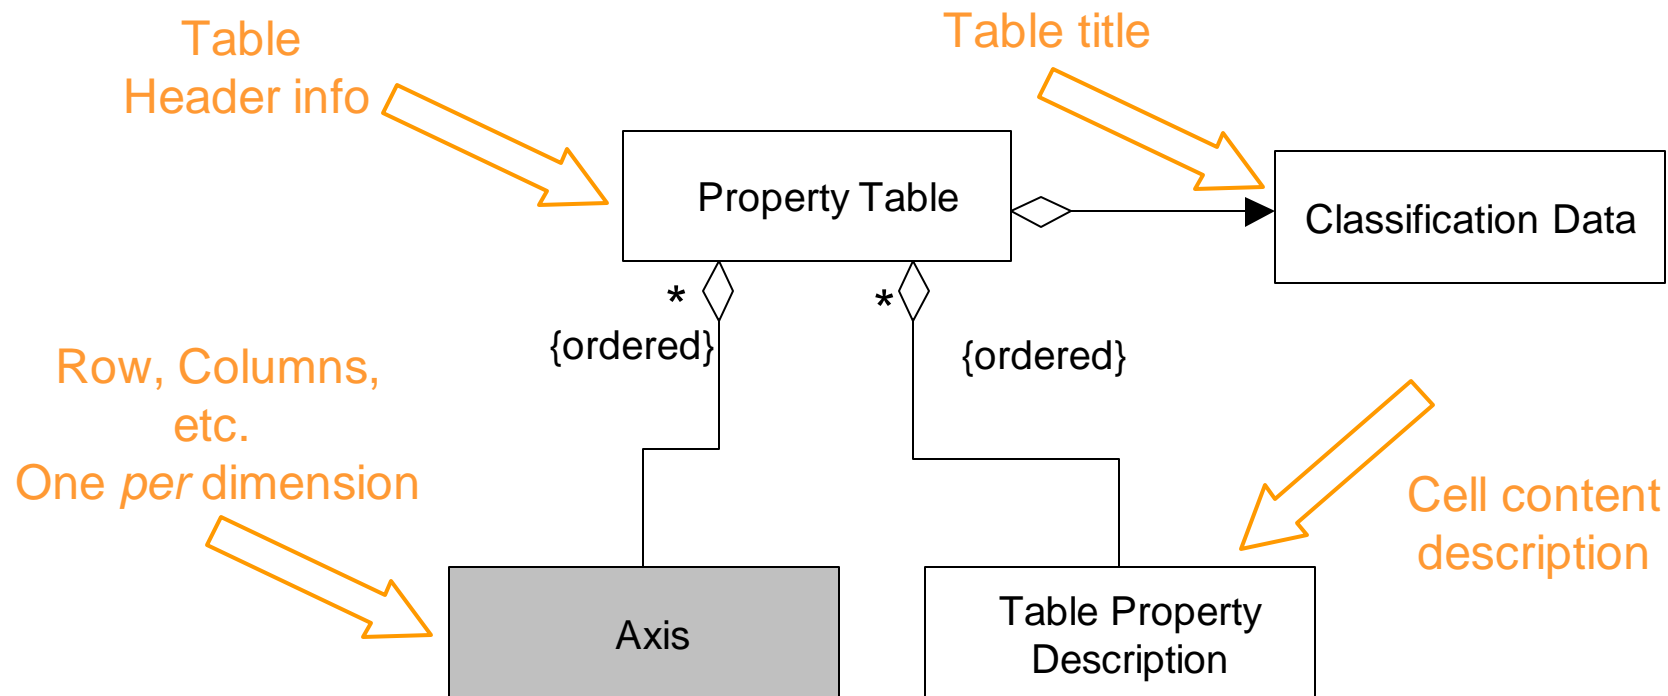 Table
Header info
Table title
Property Table
Classification Data
*
*
{ordered}
{ordered}
Row, Columns,
etc.
One per dimension
Cell content
description
Axis
Table Property
Description